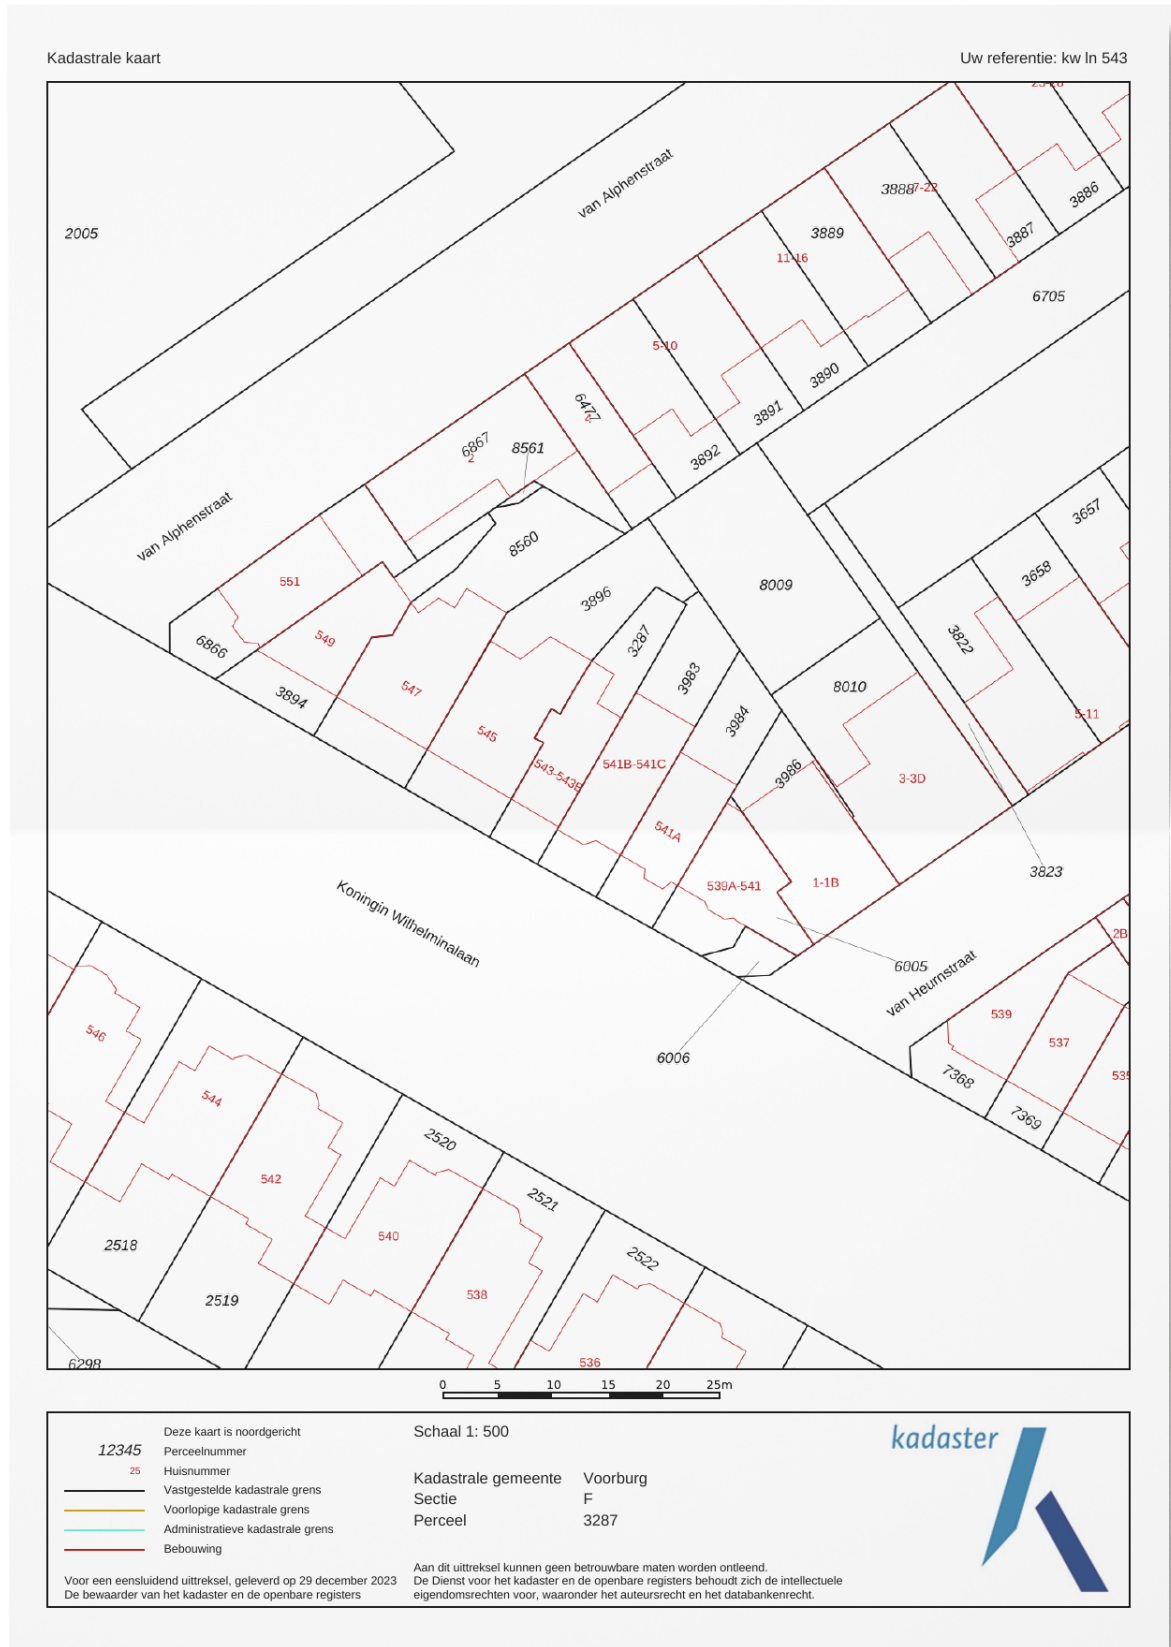 Kadastrale kaart
Uw referentie: kw ln 543
23-28
van Alphenstraat
3888
7-22
3886
2005
3889
3887
11-16
6705
5-10
3890
6477
4
3891
6867
2
8561
3892
van Alphenstraat
3657
8560
3658
551
8009
3896
6866
549
3287
3822
3983
8010
547
3894
3984
5-11
545
541B-541C
543-543B
3986
3-3D
541A
3823
539A-541
1-1B
Koningin Wilhelminalaan
2B
6005
van Heurnstraat
539
546
537
6006
535
7368
544
7369
2520
542
2521
540
2518
2522
538
2519
536
6298
0 5 10 15 20 25m
Deze kaart is noordgericht
12345 Perceelnummer
25 Huisnummer
Vastgestelde kadastrale grens
Voorlopige kadastrale grens
Administratieve kadastrale grens
Bebouwing
Voor een eensluidend uittreksel, geleverd op 29 december 2023
De bewaarder van het kadaster en de openbare registers
Schaal 1: 500
Kadastrale gemeente Voorburg
Sectie F
Perceel 3287
Aan dit uittreksel kunnen geen betrouwbare maten worden ontleend.
De Dienst voor het kadaster en de openbare registers behoudt zich de intellectuele
eigendomsrechten voor, waaronder het auteursrecht en het databankenrecht.
kadaster